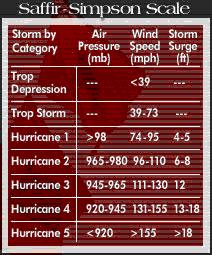 Saffir-Simpson Scale
Storm by Category Air Pressure (mb) Wind Speed (mph) Storm Surge (ft)
Trop Depression --- <39 ---
Trop Storm --- 39-73 ---
Hurricane 1 >98 74-95 4-5
Hurricane 2 965-980 96-110 6-8
Hurricane 3 945-965 111-130 12
Hurricane 4 920-945 131-155 13-18
Hurricane 5 <920 >155 >18